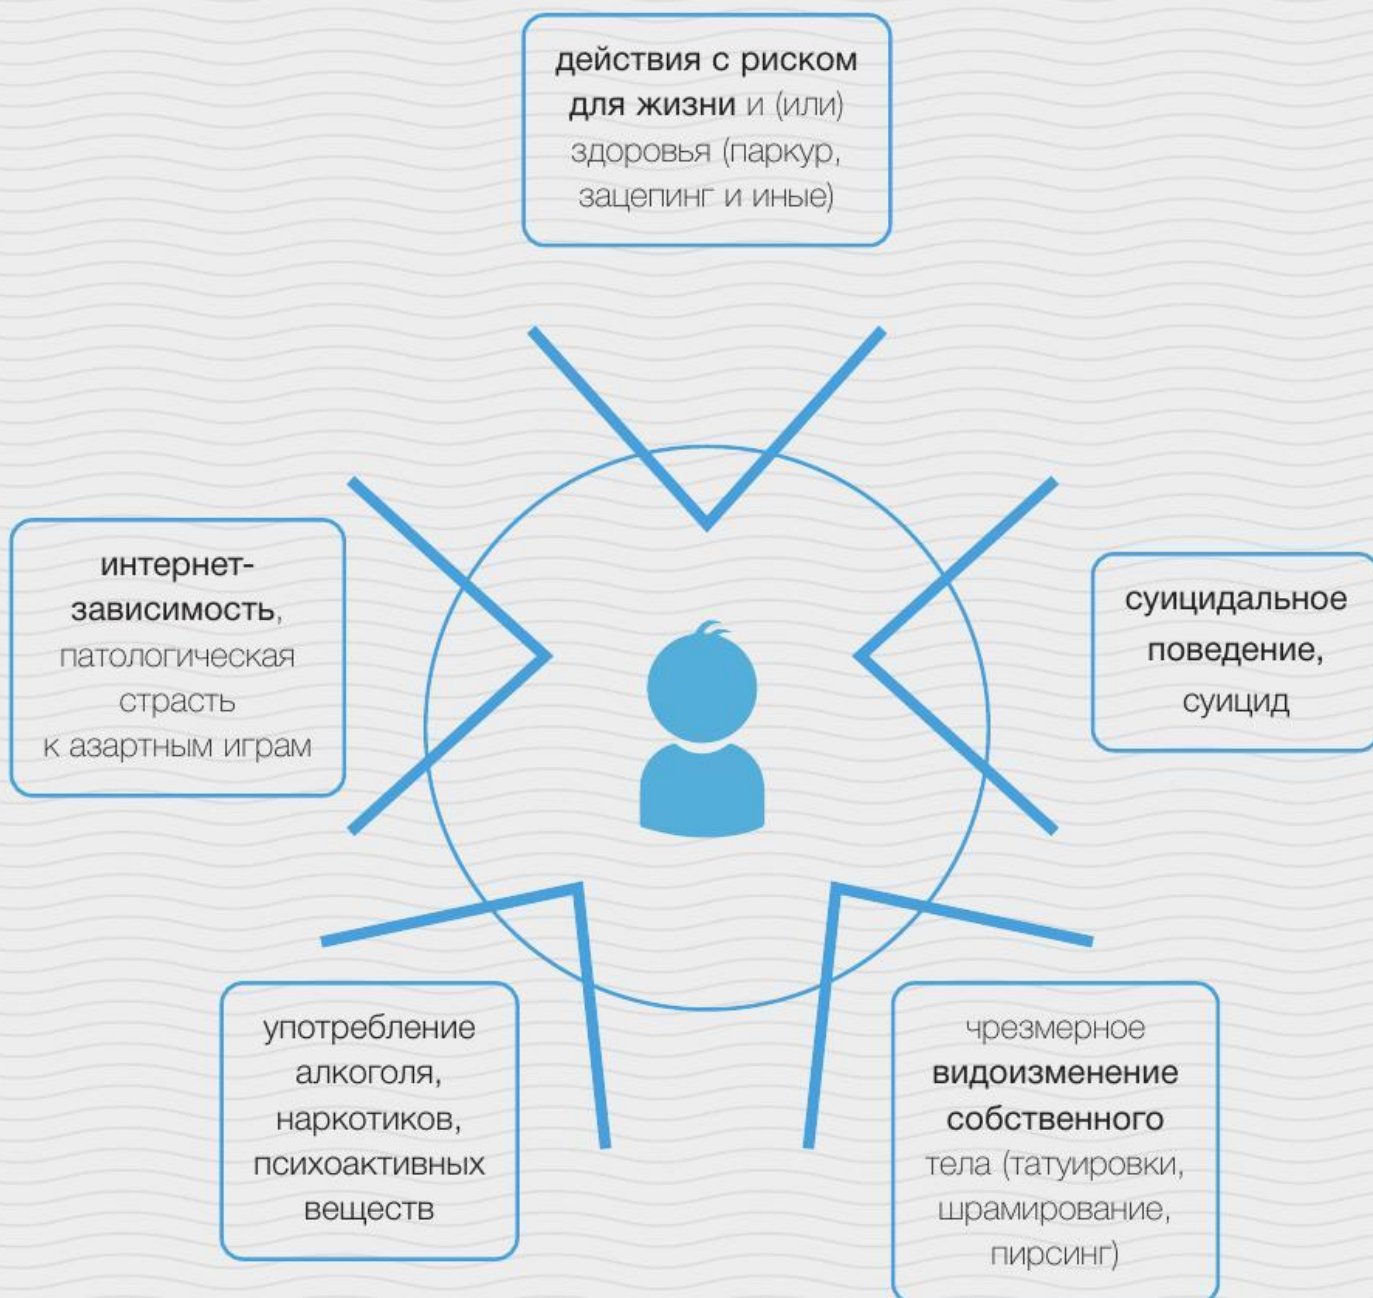 действия с риском
для жизни и (или)
здоровья (паркур,
зацепинг и иные)
интернет-
зависимость,
патологическая
страсть
к азартным играм
суицидальное
поведение,
суицид
употребление
алкоголя,
наркотиков,
психоактивных
веществ
чрезмерное
видоизменение
собственного
тела (татуировки,
шрамирование,
пирсинг)